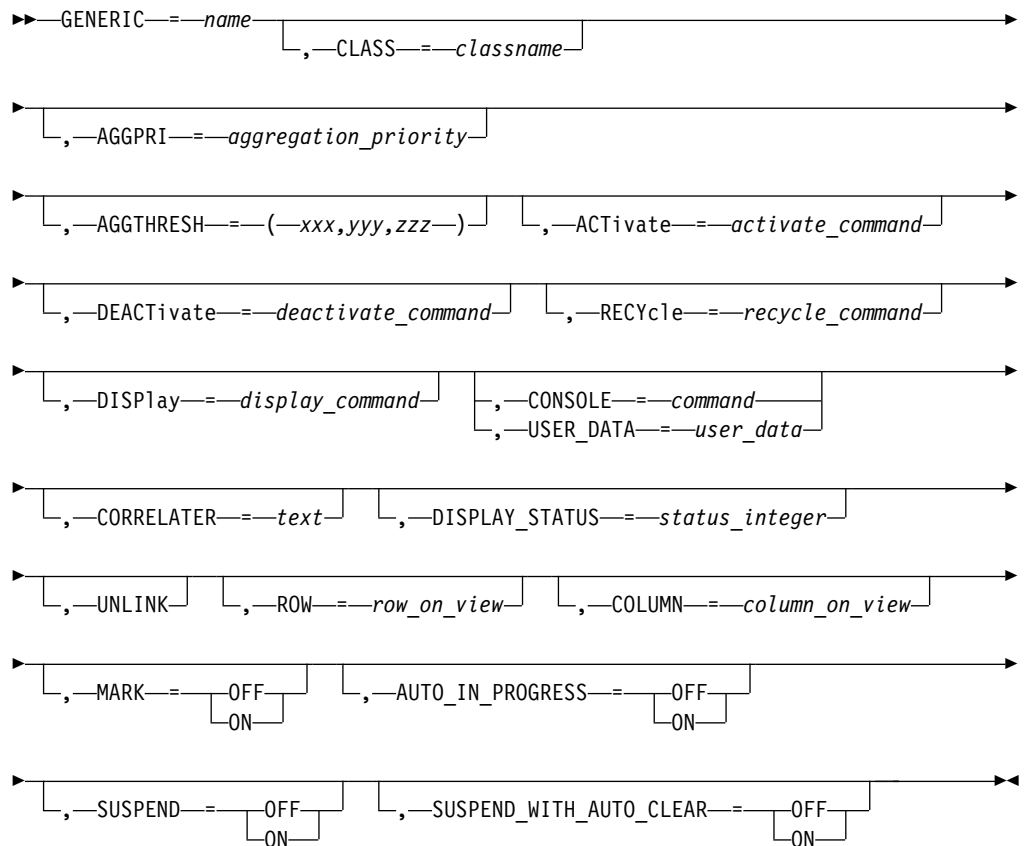 GENERIC = name
, CLASS = classname
, AGGPRI = aggregation_priority
, AGGTHRESH = ( xxx,yyy,zzz ) , ACTivate = activate_command
, DEACTivate = deactivate_command , RECYcle = recycle_command
, DISPlay = display_command , CONSOLE = command
, USER_DATA = user_data
, CORRELATER = text , DISPLAY_STATUS = status_integer
, UNLINK , ROW = row_on_view , COLUMN = column_on_view
, MARK = OFF , AUTO_IN_PROGRESS = OFF
ON ON
, SUSPEND = OFF , SUSPEND_WITH_AUTO_CLEAR = OFF
ON ON